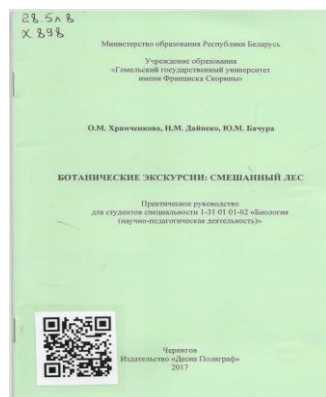 28.5л8
Х 898
Министерство образования Республики Беларусь
Учреждение образования
«Гомельский государственный университет
имени Франциска Скорины»
О.М. Храмченкова, Н.М. Дайнеко, Ю.М. Бачура
БОТАНИЧЕСКИЕ ЭКСКУРСИИ: СМЕШАННЫЙ ЛЕС
Практическое руководство
для студентов специальности 1-31 01 01-02 «Биология
(научно-педагогическая деятельность)»
Чернигов
Издательство «Десна Полиграф»
2017